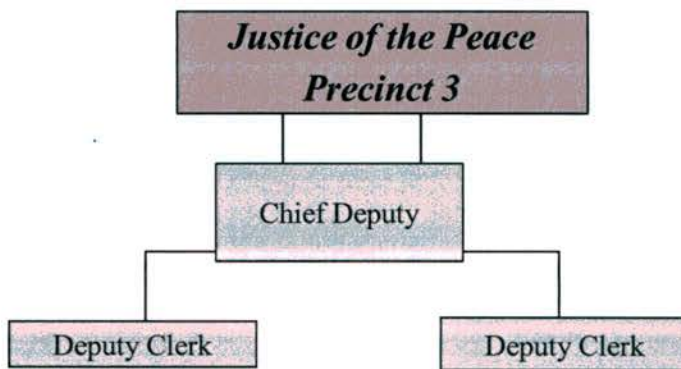 Justice of the Peace
Precinct 3
Chief Deputy
Deputy Clerk
Deputy Clerk